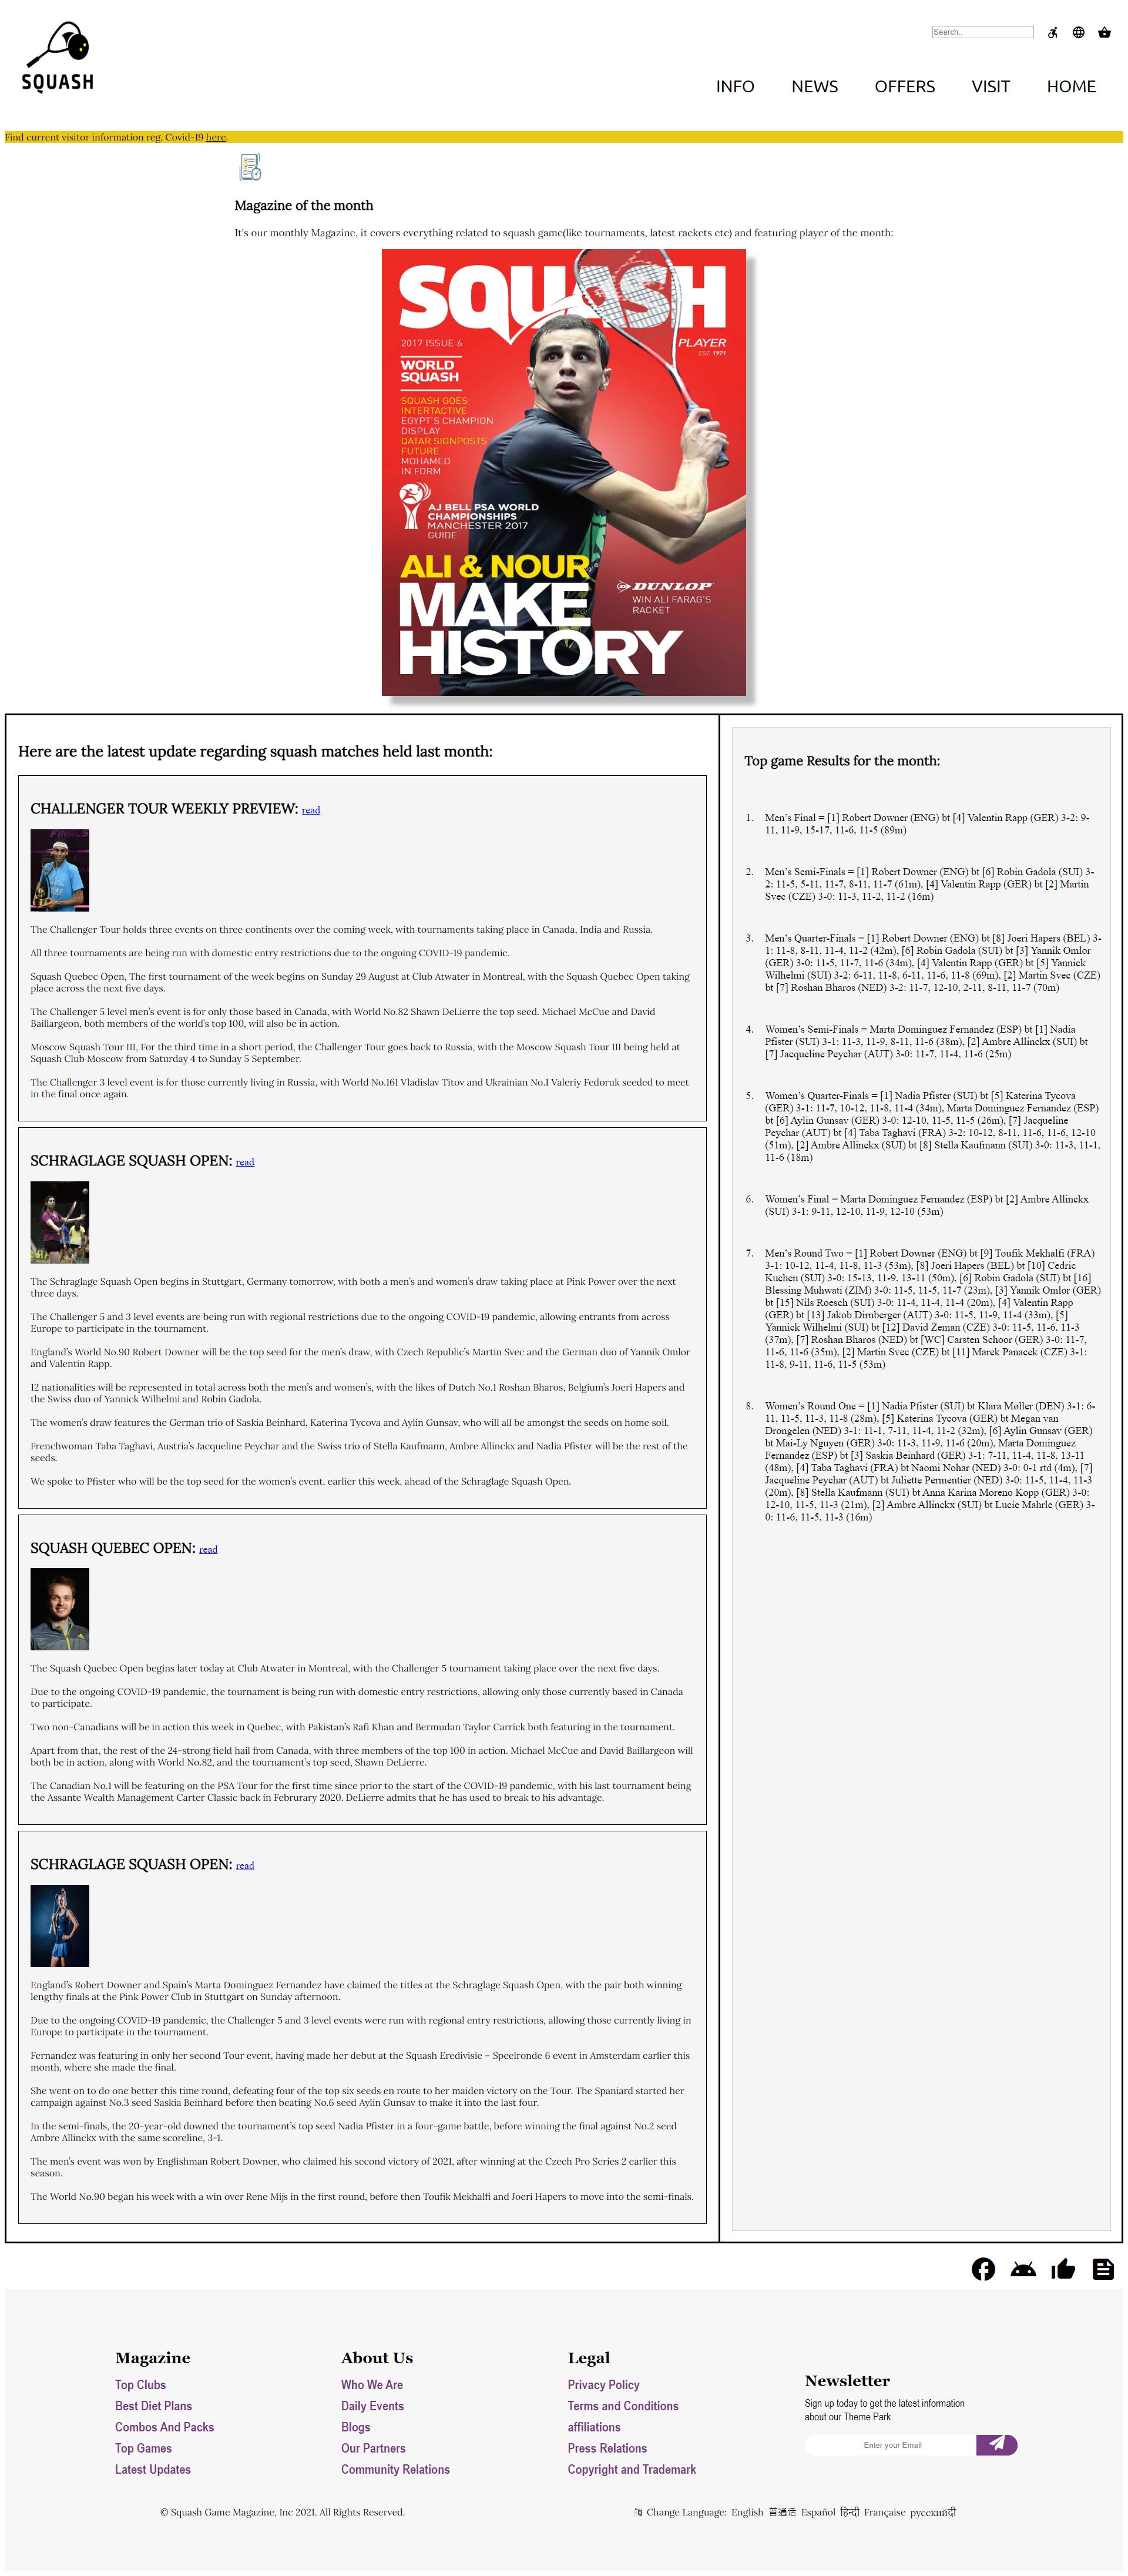 SQUASH
Search..
INFO
NEWS
OFFERS
VISIT
HOME
Find current visitor information reg. Covid-19 here.
Magazine of the month
It's our monthly Magazine, it covers everything related to squash game(like tournaments, latest rackets etc) and featuring player of the month:
SQUASH
PLAYER
EST. 1971
2017 ISSUE 6
WORLD
SQUASH
SQUASH GOES
INTERTACTIVE
EGYPT'S CHAMPION
DISPLAY
QATAR SIGNPOSTS
FUTURE
MOHAMED
IN FORM
AJ BELL PSA WORLD
CHAMPIONSHIPS
MANCHESTER 2017
GUIDE
ALI & NOUR
MAKE
HISTORY
DUNLOP
WIN ALI FARAG'S
RACKET
Here are the latest update regarding squash matches held last month:
CHALLENGER TOUR WEEKLY PREVIEW: read
The Challenger Tour holds three events on three continents over the coming week, with tournaments taking place in Canada, India and Russia.
All three tournaments are being run with domestic entry restrictions due to the ongoing COVID-19 pandemic.
Squash Quebec Open, The first tournament of the week begins on Sunday 29 August at Club Atwater in Montreal, with the Squash Quebec Open taking
place across the next five days.
The Challenger 5 level men's event is for only those based in Canada, with World No.82 Shawn DeLierre the top seed. Michael McCue and David
Baillargeon, both members of the world's top 100, will also be in action.
Moscow Squash Tour III, For the third time in a short period, the Challenger Tour goes back to Russia, with the Moscow Squash Tour III being held at
Squash Club Moscow from Saturday 4 to Sunday 5 September.
The Challenger 3 level event is for those currently living in Russia, with World No.161 Vladislav Titov and Ukrainian No.1 Valeriy Fedoruk seeded to meet
in the final once again.
SCHRAGLAGE SQUASH OPEN: read
The Schraglage Squash Open begins in Stuttgart, Germany tomorrow, with both a men's and women's draw taking place at Pink Power over the next
three days.
The Challenger 5 and 3 level events are being run with regional restrictions due to the ongoing COVID-19 pandemic, allowing entrants from across
Europe to participate in the tournament.
England's World No.90 Robert Downer will be the top seed for the men's draw, with Czech Republic's Martin Svec and the German duo of Yannik Omlor
and Valentin Rapp.
12 nationalities will be represented in total across both the men's and women's, with the likes of Dutch No.1 Roshan Bharos, Belgium's Joeri Hapers and
the Swiss duo of Yannick Wilhelmi and Robin Gadola.
The women's draw features the German trio of Saskia Beinhard, Katerina Tycova and Aylin Gunsav, who will all be amongst the seeds on home soil.
Frenchwoman Taba Taghavi, Austria's Jacqueline Peychar and the Swiss trio of Stella Kaufmann, Ambre Allinckx and Nadia Pfister will be the rest of the
seeds.
We spoke to Pfister who will be the top seed for the women's event, earlier this week, ahead of the Schraglage Squash Open.
SQUASH QUEBEC OPEN: read
The Squash Quebec Open begins later today at Club Atwater in Montreal, with the Challenger 5 tournament taking place over the next five days.
Due to the ongoing COVID-19 pandemic, the tournament is being run with domestic entry restrictions, allowing only those currently based in Canada
to participate.
Two non-Canadians will be in action this week in Quebec, with Pakistan's Rafi Khan and Bermudan Taylor Carrick both featuring in the tournament.
Apart from that, the rest of the 24-strong field hail from Canada, with three members of the top 100 in action. Michael McCue and David Baillargeon will
both be in action, along with World No.82, and the tournament's top seed, Shawn DeLierre.
The Canadian No.1 will be featuring on the PSA Tour for the first time since prior to the start of the COVID-19 pandemic, with his last tournament being
the Assante Wealth Management Carter Classic back in Februrary 2020. DeLierre admits that he has used to break to his advantage.
SCHRAGLAGE SQUASH OPEN: read
England's Robert Downer and Spain's Marta Dominguez Fernandez have claimed the titles at the Schraglage Squash Open, with the pair both winning
lengthy finals at the Pink Power Club in Stuttgart on Sunday afternoon.
Due to the ongoing COVID-19 pandemic, the Challenger 5 and 3 level events were run with regional entry restrictions, allowing those currently living in
Europe to participate in the tournament.
Fernandez was featuring in only her second Tour event, having made her debut at the Squash Eredivisie – Speelronde 6 event in Amsterdam earlier this
month, where she made the final.
She went on to do one better this time round, defeating four of the top six seeds en route to her maiden victory on the Tour. The Spaniard started her
campaign against No.3 seed Saskia Beinhard before then beating No.6 seed Aylin Gunsav to make it into the last four.
In the semi-finals, the 20-year-old downed the tournament's top seed Nadia Pfister in a four-game battle, before winning the final against No.2 seed
Ambre Allinckx with the same scoreline, 3-1.
The men's event was won by Englishman Robert Downer, who claimed his second victory of 2021, after winning at the Czech Pro Series 2 earlier this
season.
The World No.90 began his week with a win over Rene Mijs in the first round, before then Toufik Mekhalfi and Joeri Hapers to move into the semi-finals.
Top game Results for the month:
1. Men's Final = [1] Robert Downer (ENG) bt [4] Valentin Rapp (GER) 3-2: 9-
11, 11-9, 15-17, 11-6, 11-5 (89m)
2. Men's Semi-Finals = [1] Robert Downer (ENG) bt [6] Robin Gadola (SUI) 3-
2: 11-5, 5-11, 11-7, 8-11, 11-7 (61m), [4] Valentin Rapp (GER) bt [2] Martin
Svec (CZE) 3-0: 11-3, 11-2, 11-2 (16m)
3. Men's Quarter-Finals = [1] Robert Downer (ENG) bt [8] Joeri Hapers (BEL) 3-
1: 11-8, 8-11, 11-4, 11-2 (42m), [6] Robin Gadola (SUI) bt [3] Yannik Omlor
(GER) 3-0: 11-5, 11-7, 11-6 (34m), [4] Valentin Rapp (GER) bt [5] Yannick
Wilhelmi (SUI) 3-2: 6-11, 11-8, 6-11, 11-6, 11-8 (69m), [2] Martin Svec (CZE)
bt [7] Roshan Bharos (NED) 3-2: 11-7, 12-10, 2-11, 8-11, 11-7 (70m)
4. Women's Semi-Finals = Marta Dominguez Fernandez (ESP) bt [1] Nadia
Pfister (SUI) 3-1: 11-3, 11-9, 8-11, 11-6 (38m), [2] Ambre Allinckx (SUI) bt
[7] Jacqueline Peychar (AUT) 3-0: 11-7, 11-4, 11-6 (25m)
5. Women's Quarter-Finals = [1] Nadia Pfister (SUI) bt [5] Katerina Tycova
(GER) 3-1: 11-7, 10-12, 11-8, 11-4 (34m), Marta Dominguez Fernandez (ESP)
bt [6] Aylin Gunsav (GER) 3-0: 12-10, 11-5, 11-5 (26m), [7] Jacqueline
Peychar (AUT) bt [4] Taba Taghavi (FRA) 3-2: 10-12, 8-11, 11-6, 11-6, 12-10
(51m), [2] Ambre Allinckx (SUI) bt [8] Stella Kaufmann (SUI) 3-0: 11-3, 11-1,
11-6 (18m)
6. Women's Final = Marta Dominguez Fernandez (ESP) bt [2] Ambre Allinckx
(SUI) 3-1: 9-11, 12-10, 11-9, 12-10 (53m)
7. Men's Round Two = [1] Robert Downer (ENG) bt [9] Toufik Mekhalfi (FRA)
3-1: 10-12, 11-4, 11-8, 11-3 (53m), [8] Joeri Hapers (BEL) bt [10] Cedric
Kuchen (SUI) 3-0: 15-13, 11-9, 13-11 (50m), [6] Robin Gadola (SUI) bt [16]
Blessing Muhwati (ZIM) 3-0: 11-5, 11-5, 11-7 (23m), [3] Yannik Omlor (GER)
bt [15] Nils Roesch (SUI) 3-0: 11-4, 11-4, 11-4 (20m), [4] Valentin Rapp
(GER) bt [13] Jakob Dirnberger (AUT) 3-0: 11-5, 11-9, 11-4 (33m), [5]
Yannick Wilhelmi (SUI) bt [12] David Zeman (CZE) 3-0: 11-5, 11-6, 11-3
(37m), [7] Roshan Bharos (NED) bt [WC] Carsten Schoor (GER) 3-0: 11-7,
11-6, 11-6 (35m), [2] Martin Svec (CZE) bt [11] Marek Panacek (CZE) 3-1:
11-8, 9-11, 11-6, 11-5 (53m)
8. Women's Round One = [1] Nadia Pfister (SUI) bt Klara Møller (DEN) 3-1: 6-
11, 11-5, 11-3, 11-8 (28m), [5] Katerina Tycova (GER) bt Megan van
Drongelen (NED) 3-1: 11-1, 7-11, 11-4, 11-2 (32m), [6] Aylin Gunsav (GER)
bt Mai-Ly Nguyen (GER) 3-0: 11-3, 11-9, 11-6 (20m), Marta Dominguez
Fernandez (ESP) bt [3] Saskia Beinhard (GER) 3-1: 7-11, 11-4, 11-8, 13-11
(48m), [4] Taba Taghavi (FRA) bt Naomi Nohar (NED) 3-0: 0-1 rtd (4m), [7]
Jacqueline Peychar (AUT) bt Juliette Permentier (NED) 3-0: 11-5, 11-4, 11-3
(20m), [8] Stella Kaufmann (SUI) bt Anna Karina Moreno Kopp (GER) 3-0:
12-10, 11-5, 11-3 (21m), [2] Ambre Allinckx (SUI) bt Lucie Mahrle (GER) 3-
0: 11-6, 11-5, 11-3 (16m)
Magazine
Top Clubs
Best Diet Plans
Combos And Packs
Top Games
Latest Updates
About Us
Who We Are
Daily Events
Blogs
Our Partners
Community Relations
Legal
Privacy Policy
Terms and Conditions
affiliations
Press Relations
Copyright and Trademark
Newsletter
Sign up today to get the latest information
about our Theme Park.
Enter your Email
© Squash Game Magazine, Inc 2021. All Rights Reserved.
Change Language: English 普通话 Español हिन्दी Française русскийदी